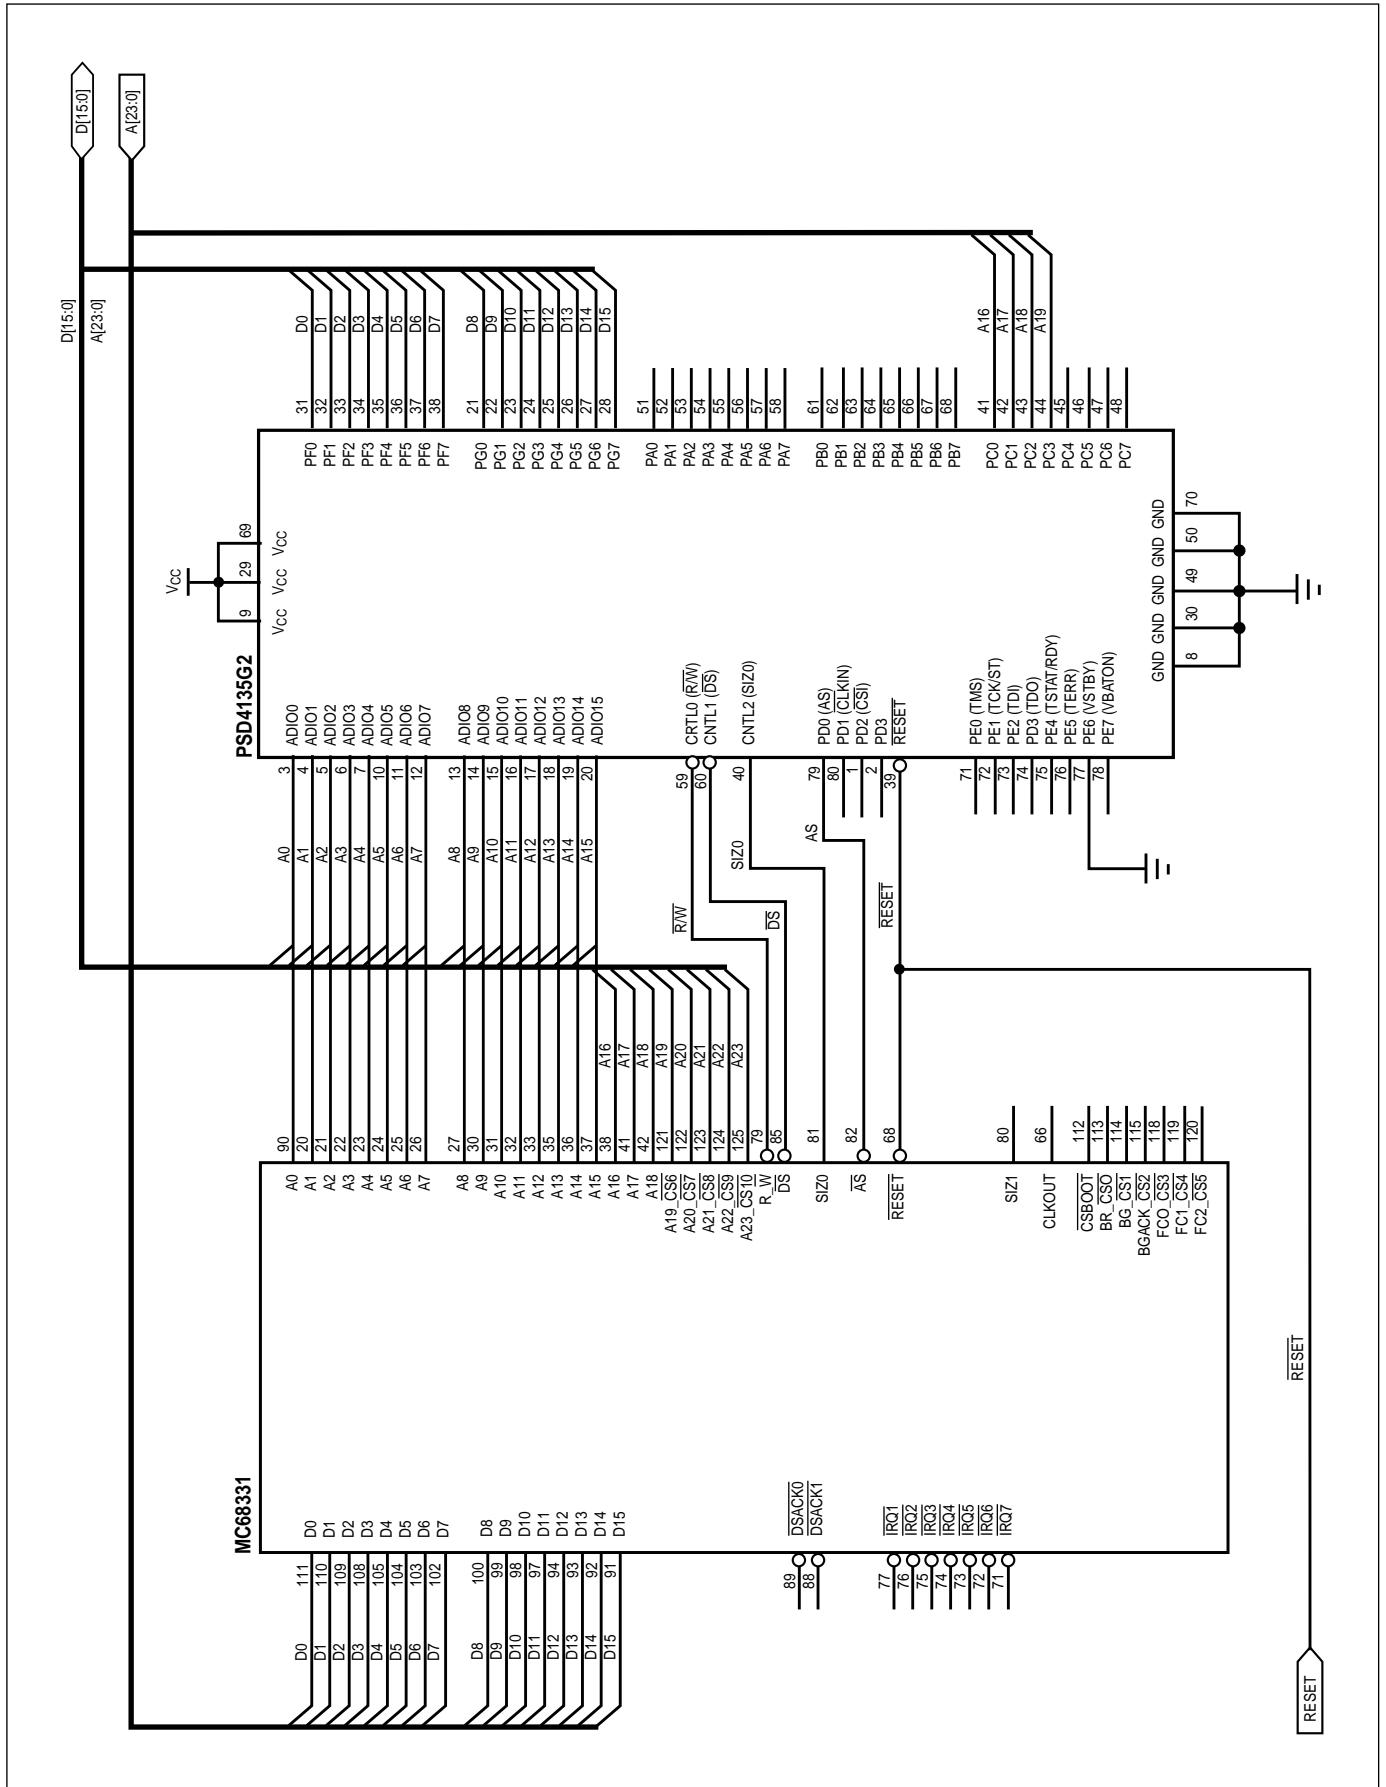 D[15:0]
A[23:0]
D[15:0]
A[23:0]
MC68331
D0 111 D0
D1 110 D1
D2 109 D2
D3 108 D3
D4 105 D4
D5 104 D5
D6 103 D6
D7 102 D7
D8 100 D8
D9 99 D9
D10 98 D10
D11 97 D11
D12 94 D12
D13 93 D13
D14 92 D14
D15 91 D15
89 DSACK0
88 DSACK1
77 IRQ1
76 IRQ2
75 IRQ3
74 IRQ4
73 IRQ5
72 IRQ6
71 IRQ7
A0 90
A1 20
A2 21
A3 22
A4 23
A5 24
A6 25
A7 26
A8 27
A9 30
A10 31
A11 32
A12 33
A13 35
A14 36
A15 37
A16 38 A16
A17 41 A17
A18 42 A18
A19_CS6 121 A19
A20_CS7 122 A20
A21_CS8 123 A21
A22_CS9 124 A22
A23_CS10 125 A23
R_W 79
DS 85
SIZ0 81
AS 82
RESET 68
SIZ1 80
CLKOUT 66
CSBOOT 112
BR_CSO 113
BG_CS1 114
BGACK_CS2 115
FCO_CS3 118
FC1_CS4 119
FC2_CS5 120
PSD4135G2
VCC
9 29 69
VCC VCC VCC
A0 3 ADIO0
A1 4 ADIO1
A2 5 ADIO2
A3 6 ADIO3
A4 7 ADIO4
A5 10 ADIO5
A6 11 ADIO6
A7 12 ADIO7
A8 13 ADIO8
A9 14 ADIO9
A10 15 ADIO10
A11 16 ADIO11
A12 17 ADIO12
A13 18 ADIO13
A14 19 ADIO14
A15 20 ADIO15
R/W 59 CRTL0 (R/W)
DS 60 CNTL1 (DS)
SIZ0 40 CNTL2 (SIZ0)
AS 79 PD0 (AS)
80 PD1 (CLKIN)
1 PD2 (CSI)
2 PD3
RESET 39 RESET
71 PE0 (TMS)
72 PE1 (TCK/ST)
73 PE2 (TDI)
74 PD3 (TDO)
75 PE4 (TSTAT/RDY)
76 PE5 (TERR)
77 PE6 (VSTBY)
78 PE7 (VBATON)
PF0 31 D0
PF1 32 D1
PF2 33 D2
PF3 34 D3
PF4 35 D4
PF5 36 D5
PF6 37 D6
PF7 38 D7
PG0 21 D8
PG1 22 D9
PG2 23 D10
PG3 24 D11
PG4 25 D12
PG5 26 D13
PG6 27 D14
PG7 28 D15
PA0 51
PA1 52
PA2 53
PA3 54
PA4 55
PA5 56
PA6 57
PA7 58
PB0 61
PB1 62
PB2 63
PB3 64
PB4 65
PB5 66
PB6 67
PB7 68
PC0 41 A16
PC1 42 A17
PC2 43 A18
PC3 44 A19
PC4 45
PC5 46
PC6 47
PC7 48
GND GND GND GND GND
8 30 49 50 70
RESET
RESET